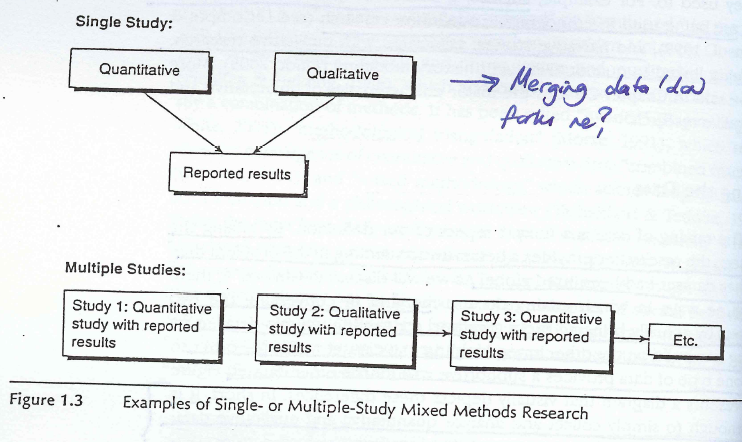 Single Study:
Quantitative
Qualitative
→ Merging data
Reported results
Multiple Studies:
Study 1: Quantitative
study with reported
results
Study 2: Qualitative
study with reported
results
Study 3: Quantitative
study with reported
results
Etc.
Figure 1.3 Examples of Single- or Multiple-Study Mixed Methods Research